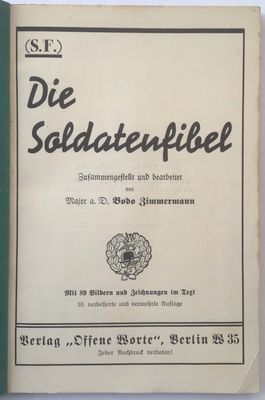 (S.F.)
Die
Soldatenfibel
Zusammengestellt und bearbeitet
von
Major a. D. Bodo Zimmermann
Mit 89 Bildern und Zeichnungen im Text
10. verbesserte und vermehrte Auflage
Verlag „Offene Worte“, Berlin W 35
Jeder Nachdruck verboten!